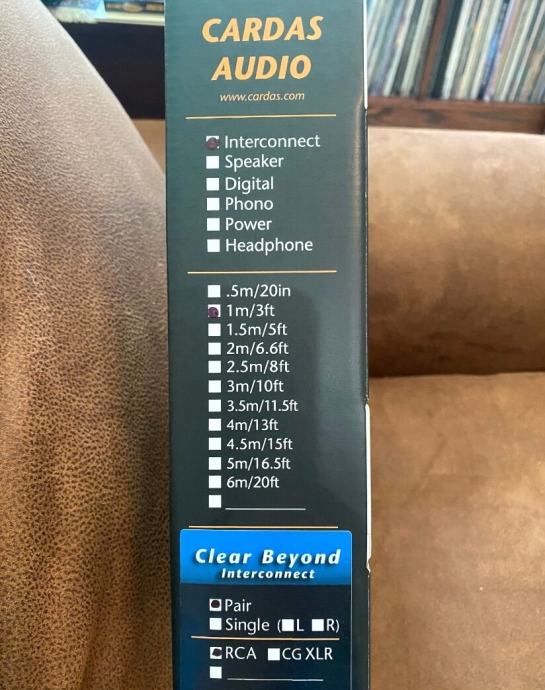 CARDAS
AUDIO
www.cardas.com
Interconnect
Speaker
Digital
Phono
Power
Headphone
.5m/20in
1m/3ft
1.5m/5ft
2m/6.6ft
2.5m/8ft
3m/10ft
3.5m/11.5ft
4m/13ft
4.5m/15ft
5m/16.5ft
6m/20ft
Clear Beyond
Interconnect
Pair
Single (L R)
RCA CG XLR